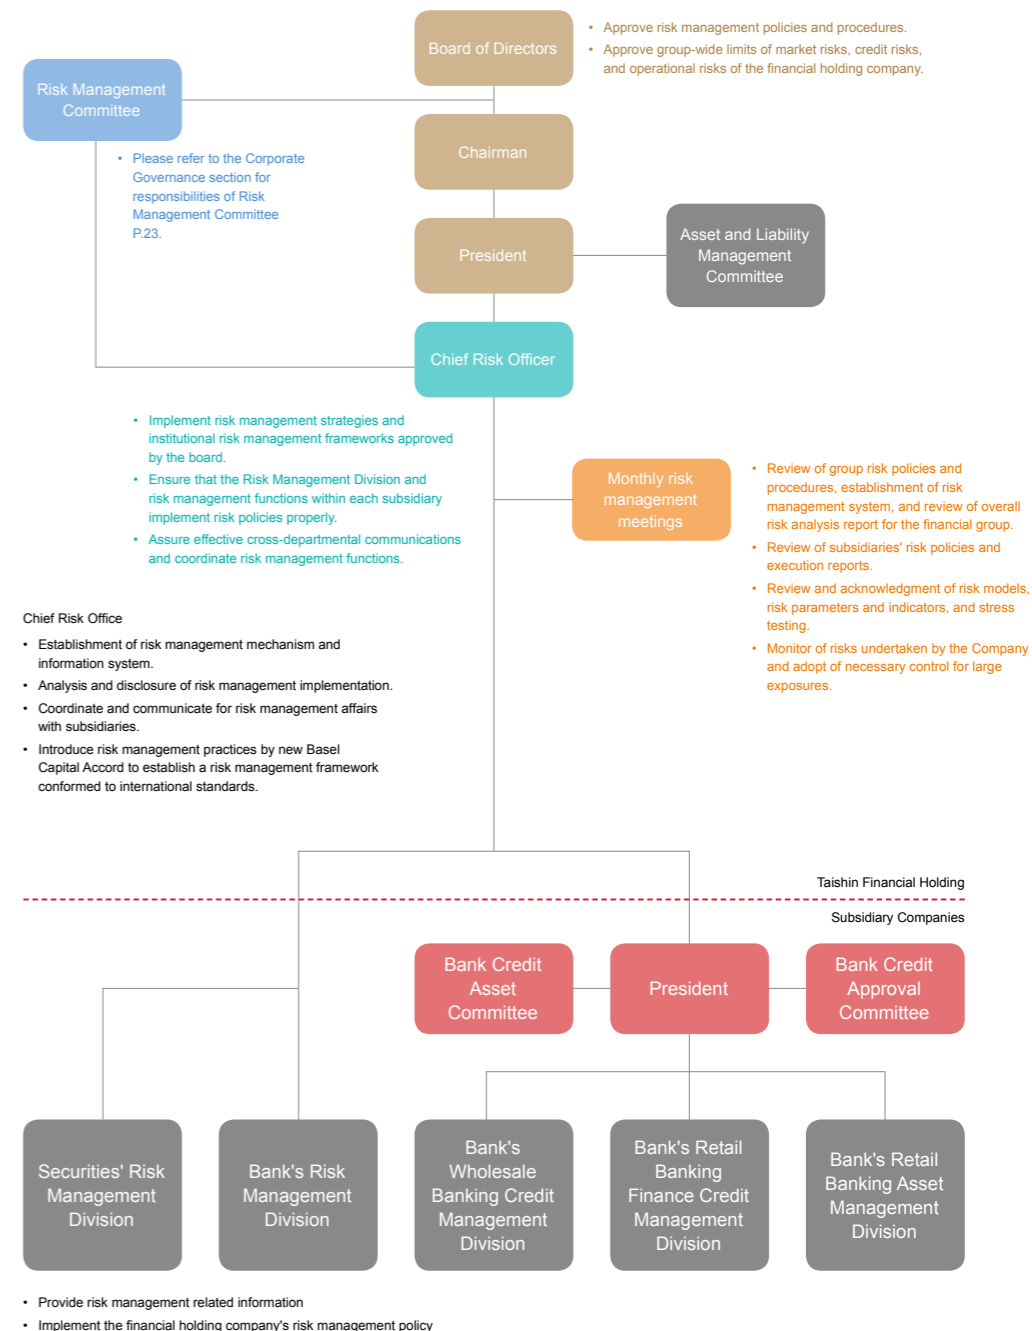 Board of Directors
• Approve risk management policies and procedures.
• Approve group-wide limits of market risks, credit risks,
and operational risks of the financial holding company.
Risk Management
Committee
• Please refer to the Corporate
Governance section for
responsibilities of Risk
Management Committee
P.23.
Chairman
President
Asset and Liability
Management
Committee
Chief Risk Officer
• Implement risk management strategies and
institutional risk management frameworks approved
by the board.
• Ensure that the Risk Management Division and
risk management functions within each subsidiary
implement risk policies properly.
• Assure effective cross-departmental communications
and coordinate risk management functions.
Monthly risk
management
meetings
• Review of group risk policies and
procedures, establishment of risk
management system, and review of overall
risk analysis report for the financial group.
• Review of subsidiaries' risk policies and
execution reports.
• Review and acknowledgment of risk models,
risk parameters and indicators, and stress
testing.
• Monitor of risks undertaken by the Company
and adopt of necessary control for large
exposures.
Chief Risk Office
• Establishment of risk management mechanism and
information system.
• Analysis and disclosure of risk management implementation.
• Coordinate and communicate for risk management affairs
with subsidiaries.
• Introduce risk management practices by new Basel
Capital Accord to establish a risk management framework
conformed to international standards.
Taishin Financial Holding
Subsidiary Companies
Bank Credit
Asset
Committee
President
Bank Credit
Approval
Committee
Securities' Risk
Management
Division
Bank's Risk
Management
Division
Bank's
Wholesale
Banking Credit
Management
Division
Bank's Retail
Banking
Finance Credit
Management
Division
Bank's Retail
Banking Asset
Management
Division
• Provide risk management related information
• Implement the financial holding company's risk management policy